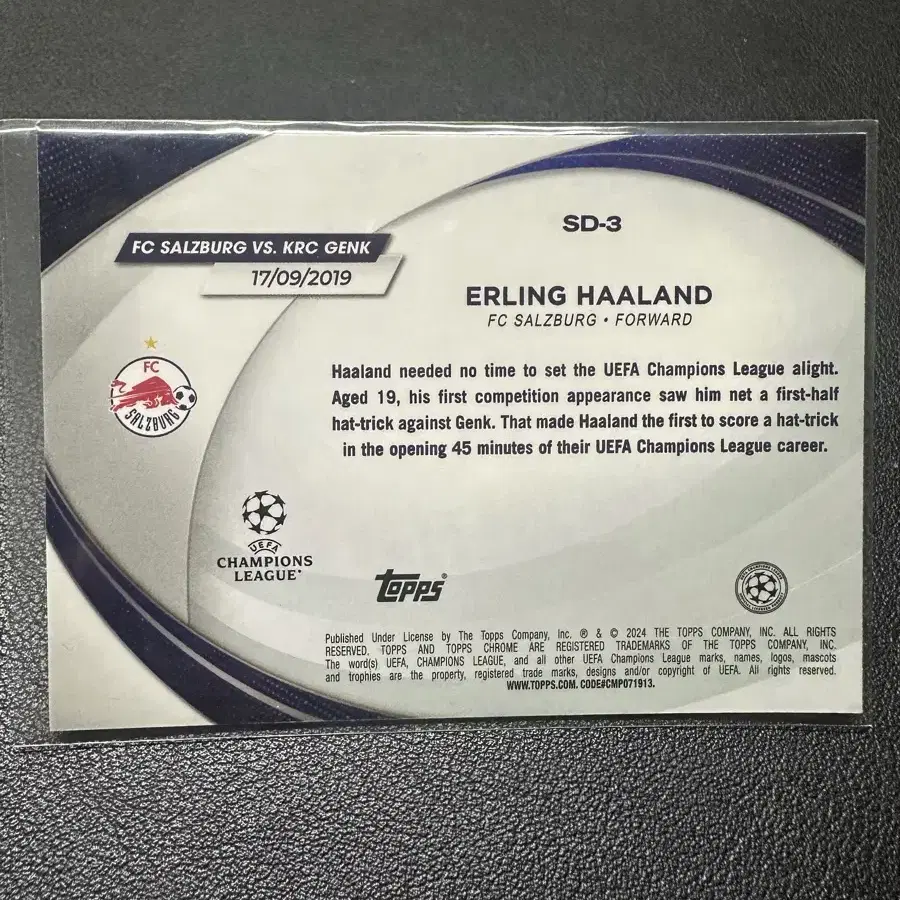 SD-3
FC SALZBURG VS. KRC GENK
17/09/2019
ERLING HAALAND
FC SALZBURG • FORWARD
FC
SALZBURG
Haaland needed no time to set the UEFA Champions League alight.
Aged 19, his first competition appearance saw him net a first-half
hat-trick against Genk. That made Haaland the first to score a hat-trick
in the opening 45 minutes of their UEFA Champions League career.
UEFA
CHAMPIONS
LEAGUE®
topps®
Published Under License by The Topps Company, Inc. ® & © 2024 THE TOPPS COMPANY, INC. ALL RIGHTS
RESERVED. TOPPS AND TOPPS CHROME ARE REGISTERED TRADEMARKS OF THE TOPPS COMPANY, INC.
The word(s) UEFA, CHAMPIONS LEAGUE, and all other UEFA Champions League marks, names, logos, mascots
and trophies are the property, registered trade marks, designs and/or copyright of UEFA. All rights reserved.
WWW.TOPPS.COM. CODE#CMP071913.